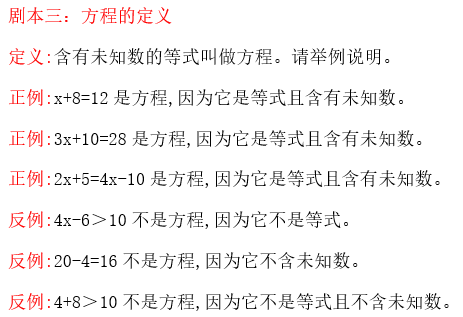 剧本三：方程的定义
定义:含有未知数的等式叫做方程。请举例说明。
正例:x+8=12 是方程,因为它是等式且含有未知数。
正例:3x+10=28 是方程,因为它是等式且含有未知数。
正例:2x+5=4x-10 是方程,因为它是等式且含有未知数。
反例:4x-6＞10 不是方程,因为它不是等式。
反例:20-4=16 不是方程,因为它不含未知数。
反例:4+8＞10 不是方程,因为它不是等式且不含未知数。